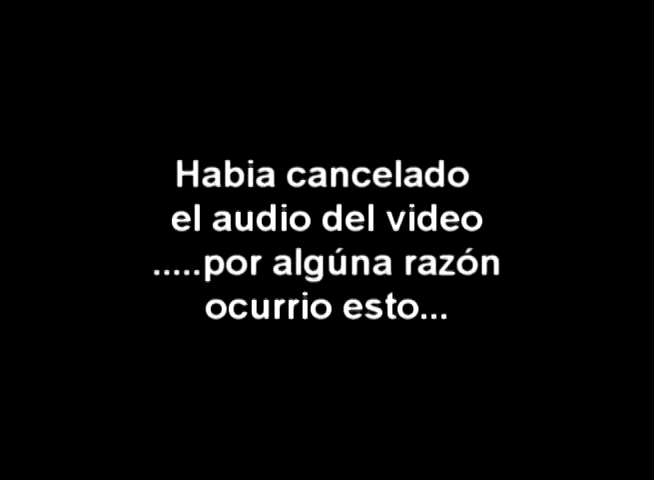 Habia cancelado
el audio del video
.....por algúna razón
ocurrio esto...